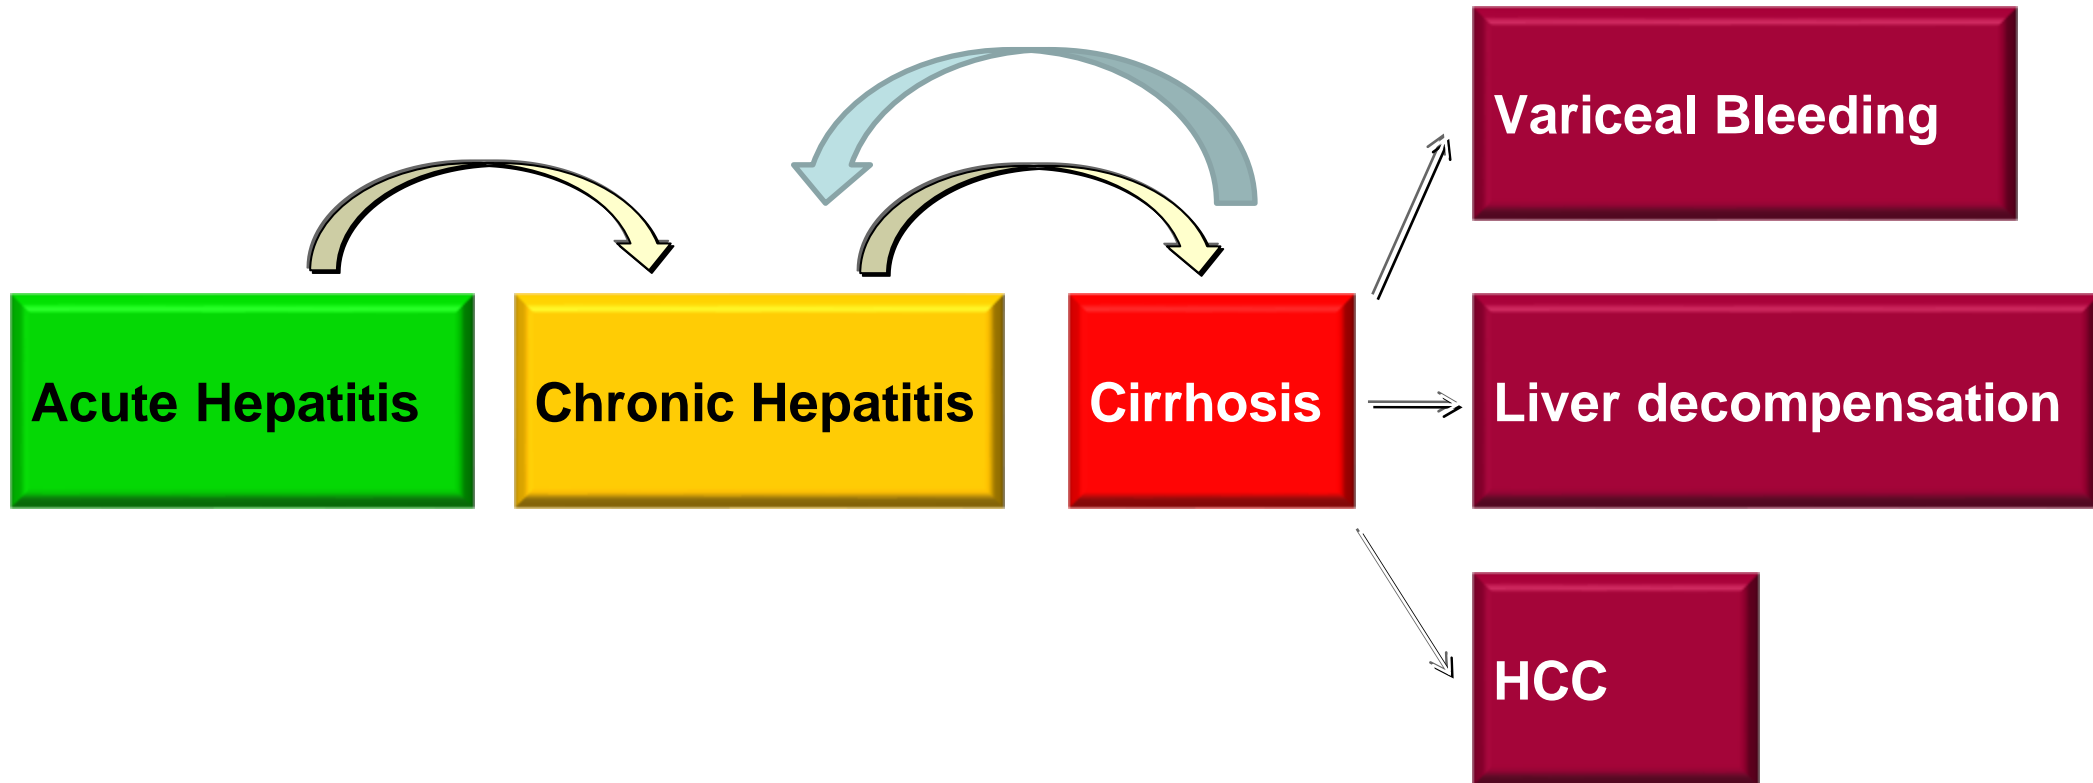 Variceal Bleeding
Acute Hepatitis
Chronic Hepatitis
Cirrhosis
Liver decompensation
HCC